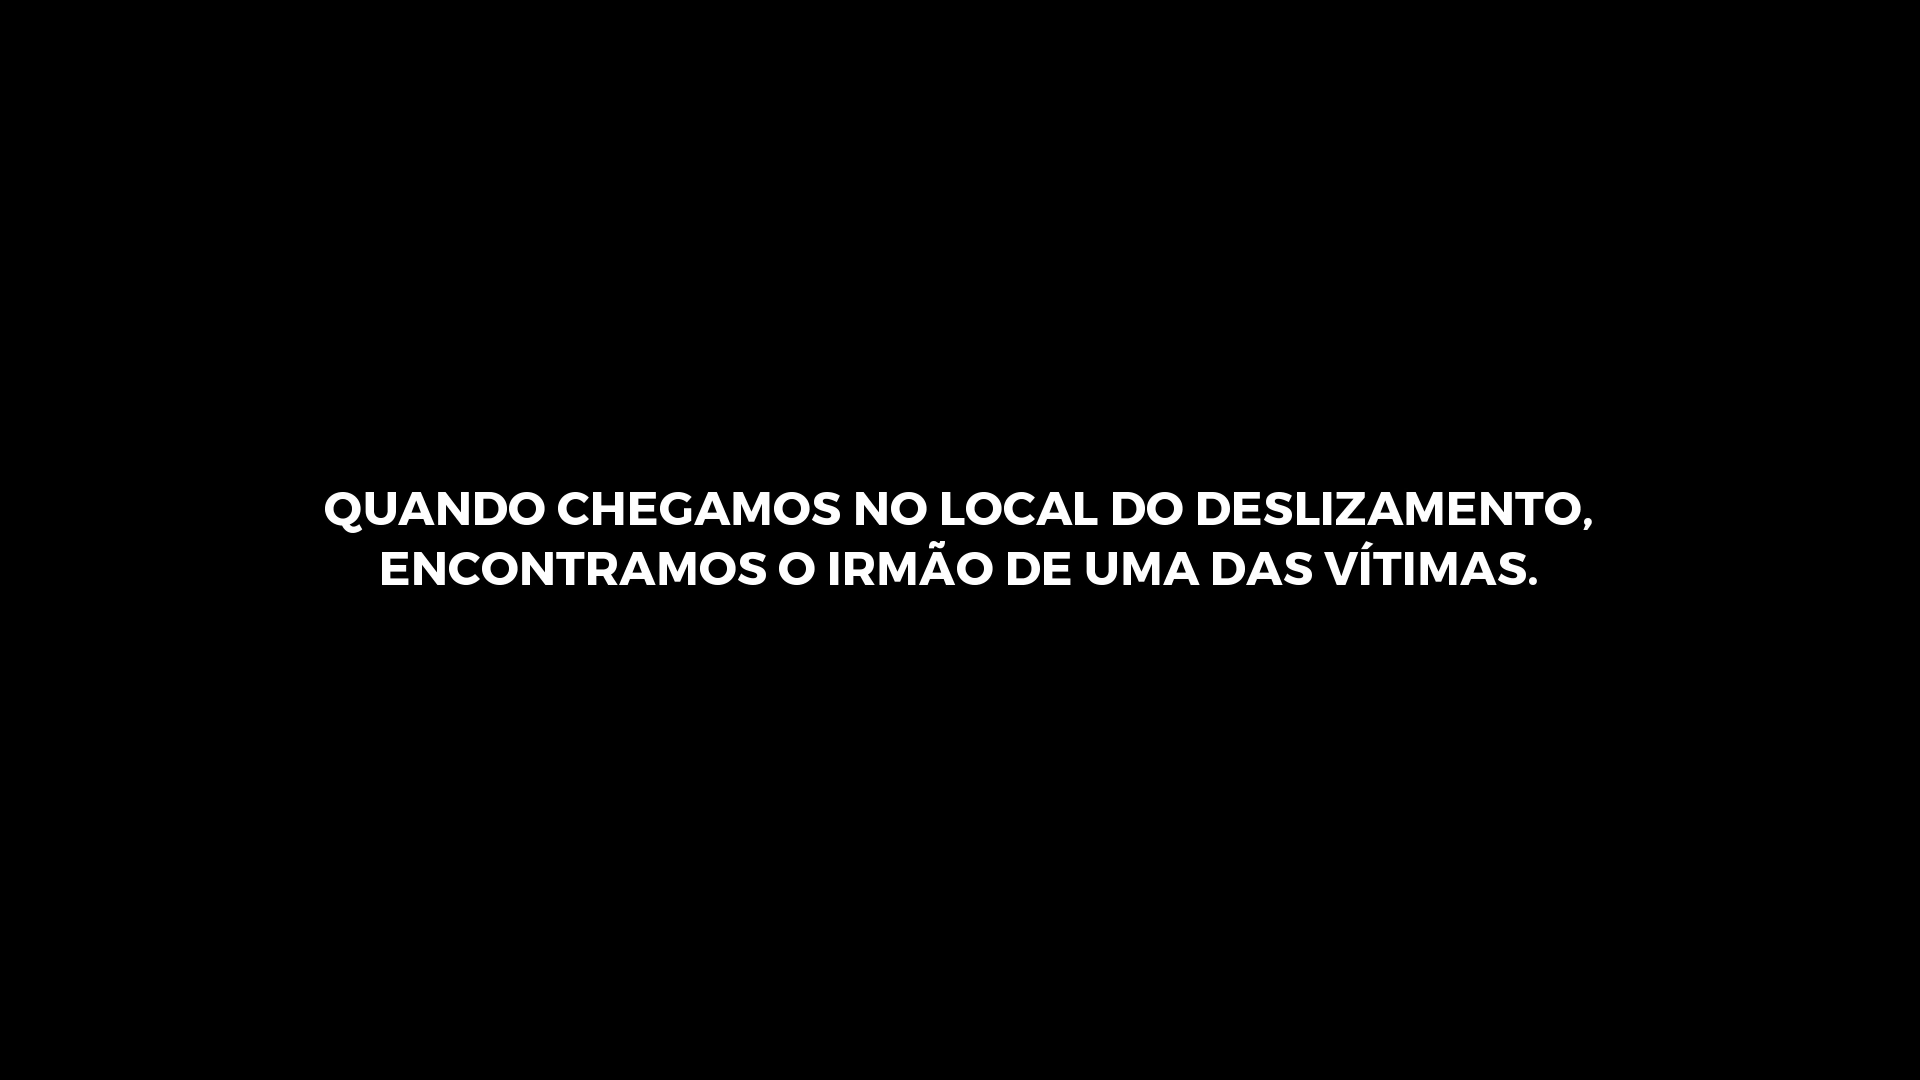 QUANDO CHEGAMOS NO LOCAL DO DESLIZAMENTO,
ENCONTRAMOS O IRMÃO DE UMA DAS VÍTIMAS.